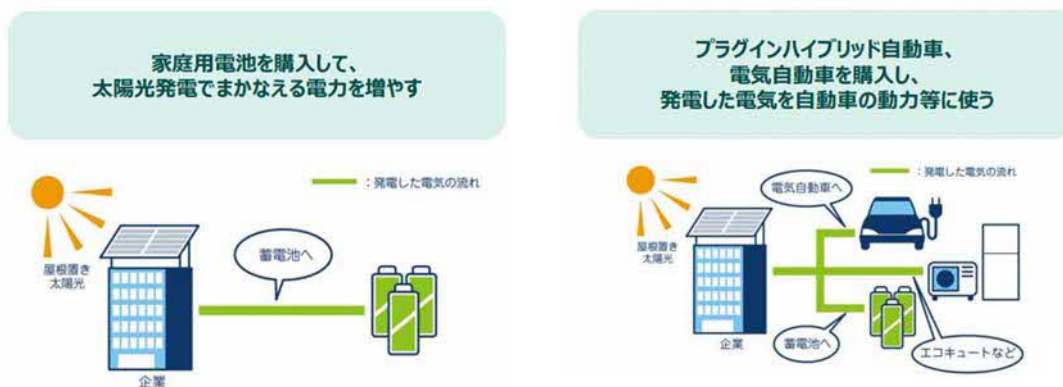 家庭用電池を購入して、
太陽光発電でまかなえる電力を増やす
：発電した電気の流れ
屋根置き
太陽光
蓄電池へ
企業
プラグインハイブリッド自動車、
電気自動車を購入し、
発電した電気を自動車の動力等に使う
：発電した電気の流れ
電気自動車へ
屋根置き
太陽光
企業
蓄電池へ
エコキュートなど